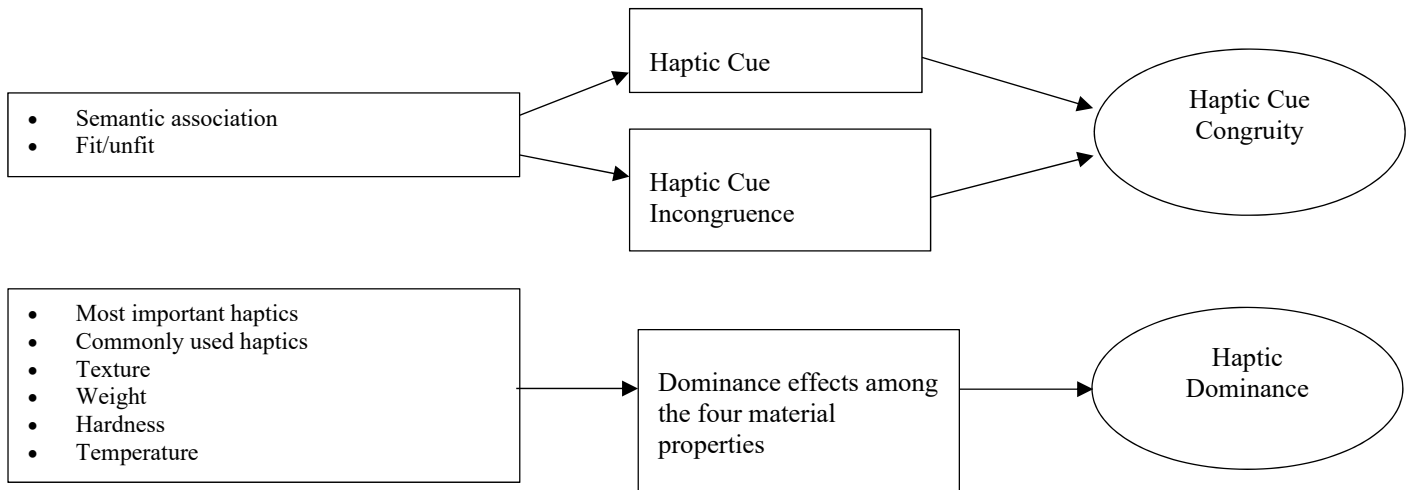 • Semantic association
• Fit/unfit
Haptic Cue
Haptic Cue
Incongruence
Haptic Cue
Congruity
• Most important haptics
• Commonly used haptics
• Texture
• Weight
• Hardness
• Temperature
Dominance effects among
the four material
properties
Haptic
Dominance